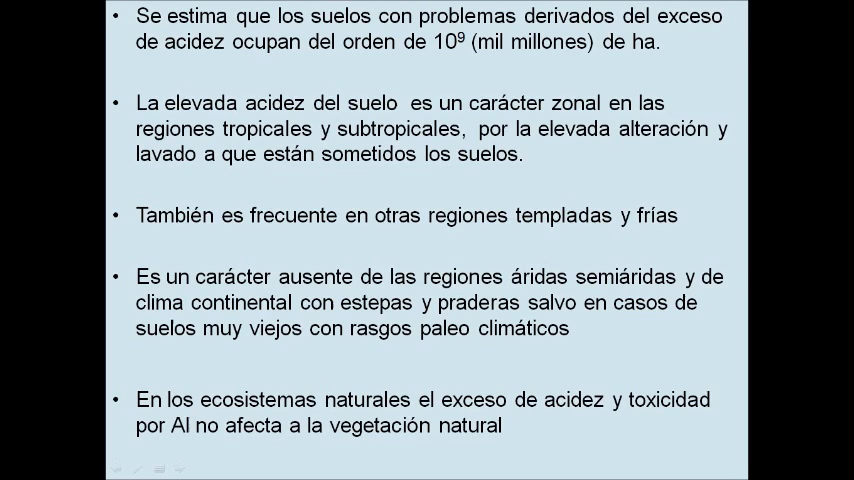 • Se estima que los suelos con problemas derivados del exceso
de acidez ocupan del orden de 10⁹ (mil millones) de ha.
• La elevada acidez del suelo es un carácter zonal en las
regiones tropicales y subtropicales, por la elevada alteración y
lavado a que están sometidos los suelos.
• También es frecuente en otras regiones templadas y frías
• Es un carácter ausente de las regiones áridas semiáridas y de
clima continental con estepas y praderas salvo en casos de
suelos muy viejos con rasgos paleo climáticos
• En los ecosistemas naturales el exceso de acidez y toxicidad
por Al no afecta a la vegetación natural